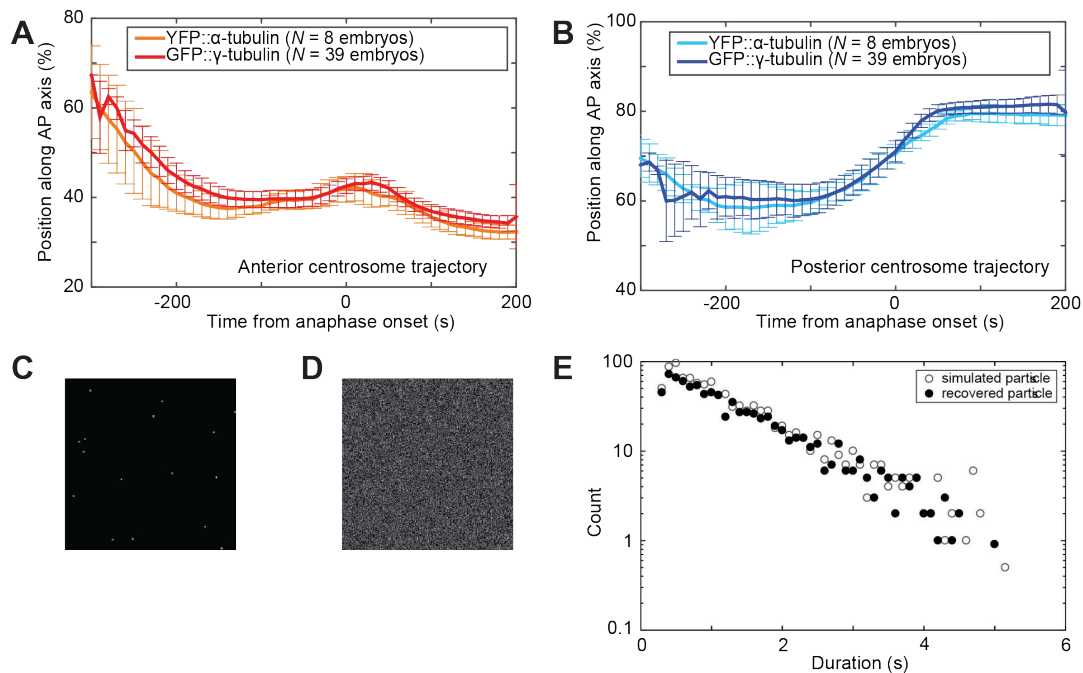 A
80
60
40
20
Position along AP axis (%)
YFP::α-tubulin (N = 8 embryos)
GFP::γ-tubulin (N = 39 embryos)
Anterior centrosome trajectory
-200
0
200
Time from anaphase onset (s)
B
100
80
60
40
Position along AP axis (%)
YFP::α-tubulin (N = 8 embryos)
GFP::γ-tubulin (N = 39 embryos)
Posterior centrosome trajectory
-200
0
200
Time from anaphase onset (s)
C
D
E
100
10
1
0.1
Count
simulated particles
recovered particles
0
2
4
6
Duration (s)